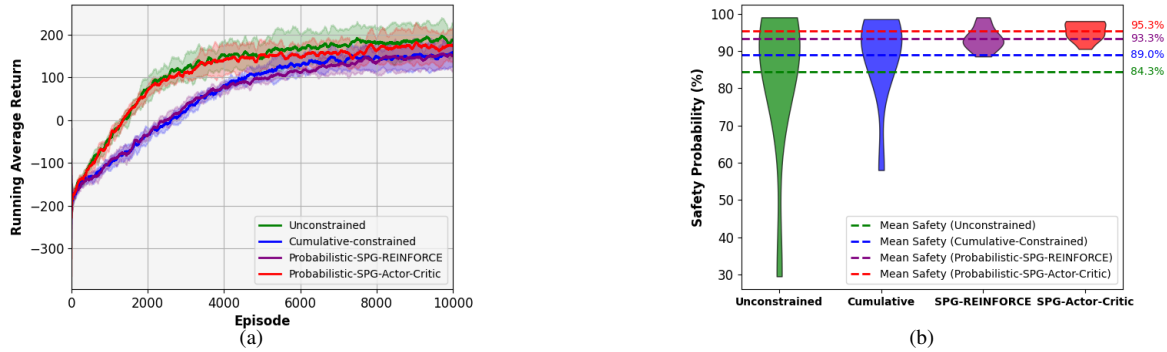 Running Average Return
200
100
0
−100
−200
−300
0
2000
4000
6000
8000
10000
Episode
Unconstrained
Cumulative-constrained
Probabilistic-SPG-REINFORCE
Probabilistic-SPG-Actor-Critic
(a)
Safety Probability (%)
100
90
80
70
60
50
40
30
95.3%
93.3%
89.0%
84.3%
Mean Safety (Unconstrained)
Mean Safety (Cumulative-Constrained)
Mean Safety (Probabilistic-SPG-REINFORCE)
Mean Safety (Probabilistic-SPG-Actor-Critic)
Unconstrained
Cumulative
SPG-REINFORCE
SPG-Actor-Critic
(b)